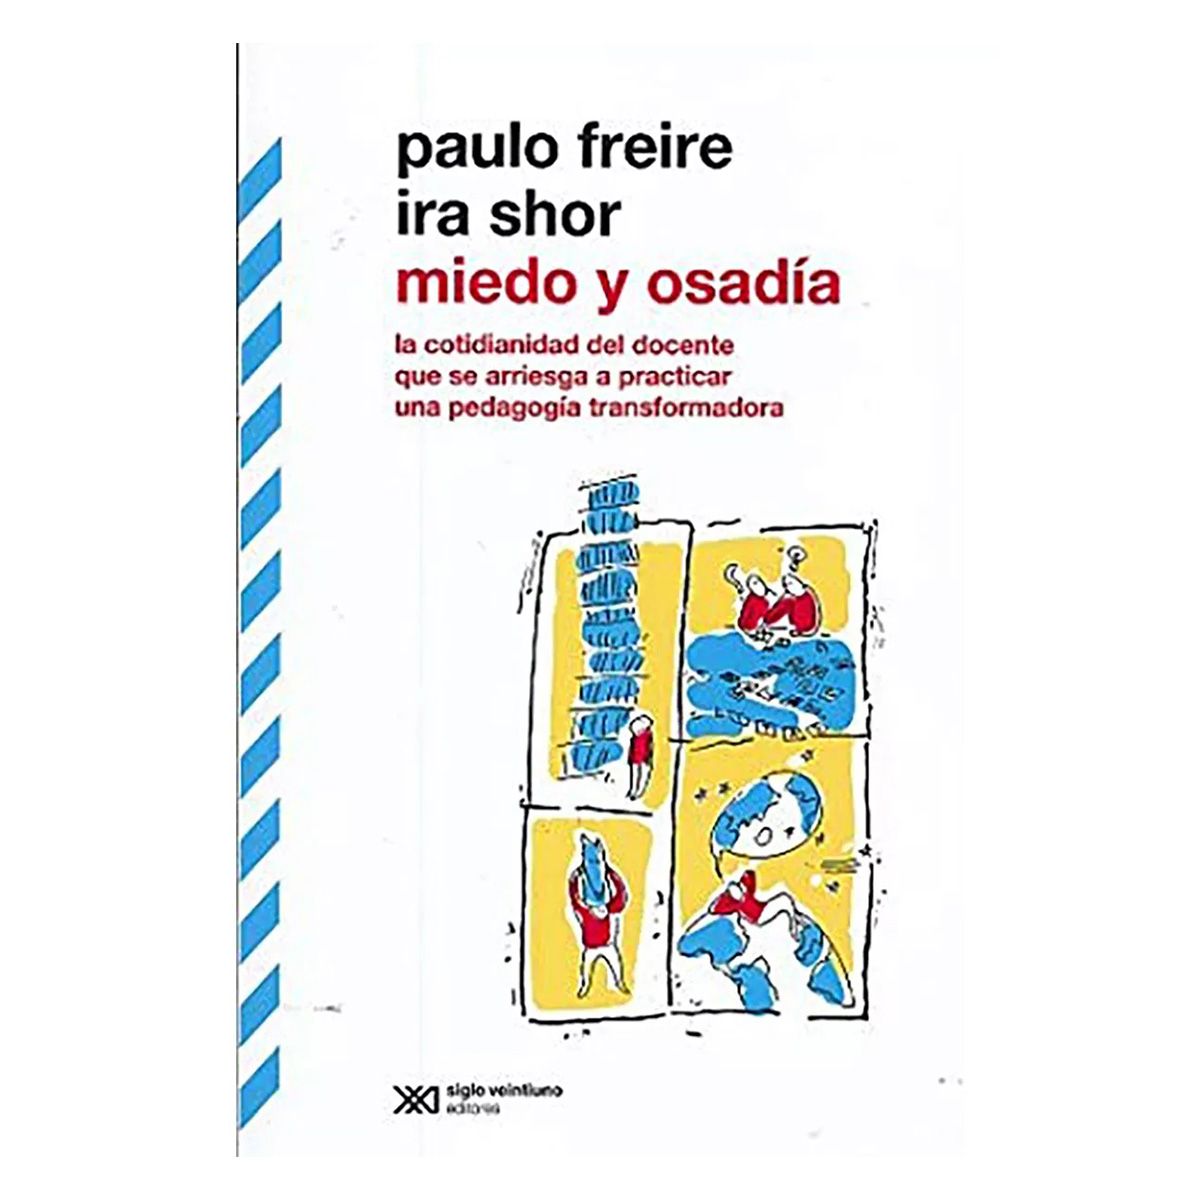 paulo freire
ira shor
miedo y osadía
la cotidianidad del docente
que se arriesga a practicar
una pedagogía transformadora
siglo veintiuno
editores